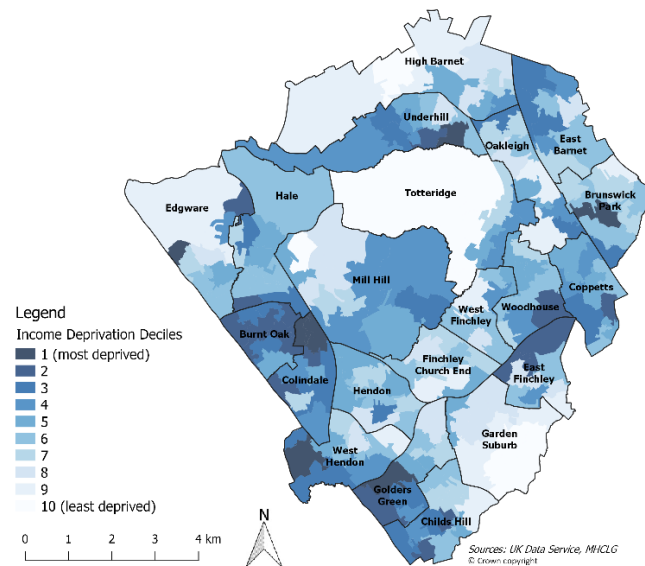 High Barnet
Underhill
Oakleigh
East
Barnet
Edgware
Hale
Totteridge
Brunswick
Park
Mill Hill
Coppetts
West
Finchley
Woodhouse
Burnt Oak
Finchley
Church End
East
Finchley
Colindale
Hendon
Garden
Suburb
West
Hendon
Golders
Green
Childs Hill
Legend
Income Deprivation Deciles
1 (most deprived)
2
3
4
5
6
7
8
9
10 (least deprived)
0 1 2 3 4 km
N
Sources: UK Data Service, MHCLG
© Crown copyright